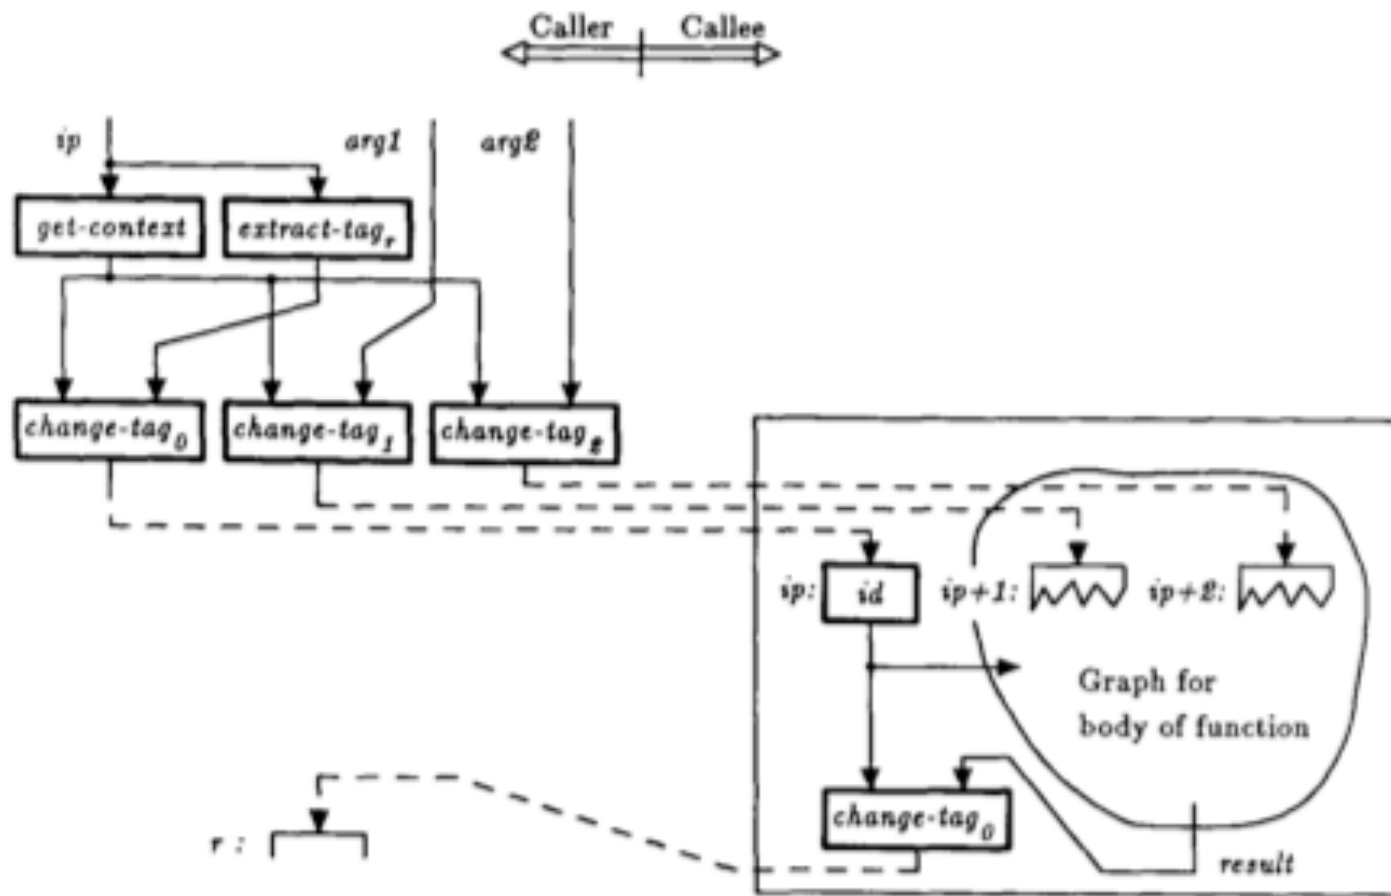 Caller Callee
ip arg1 arg2
get-context extract-tag_r
change-tag_0 change-tag_1 change-tag_2
ip: id ip+1: ip+2:
Graph for
body of function
change-tag_0
r :
result